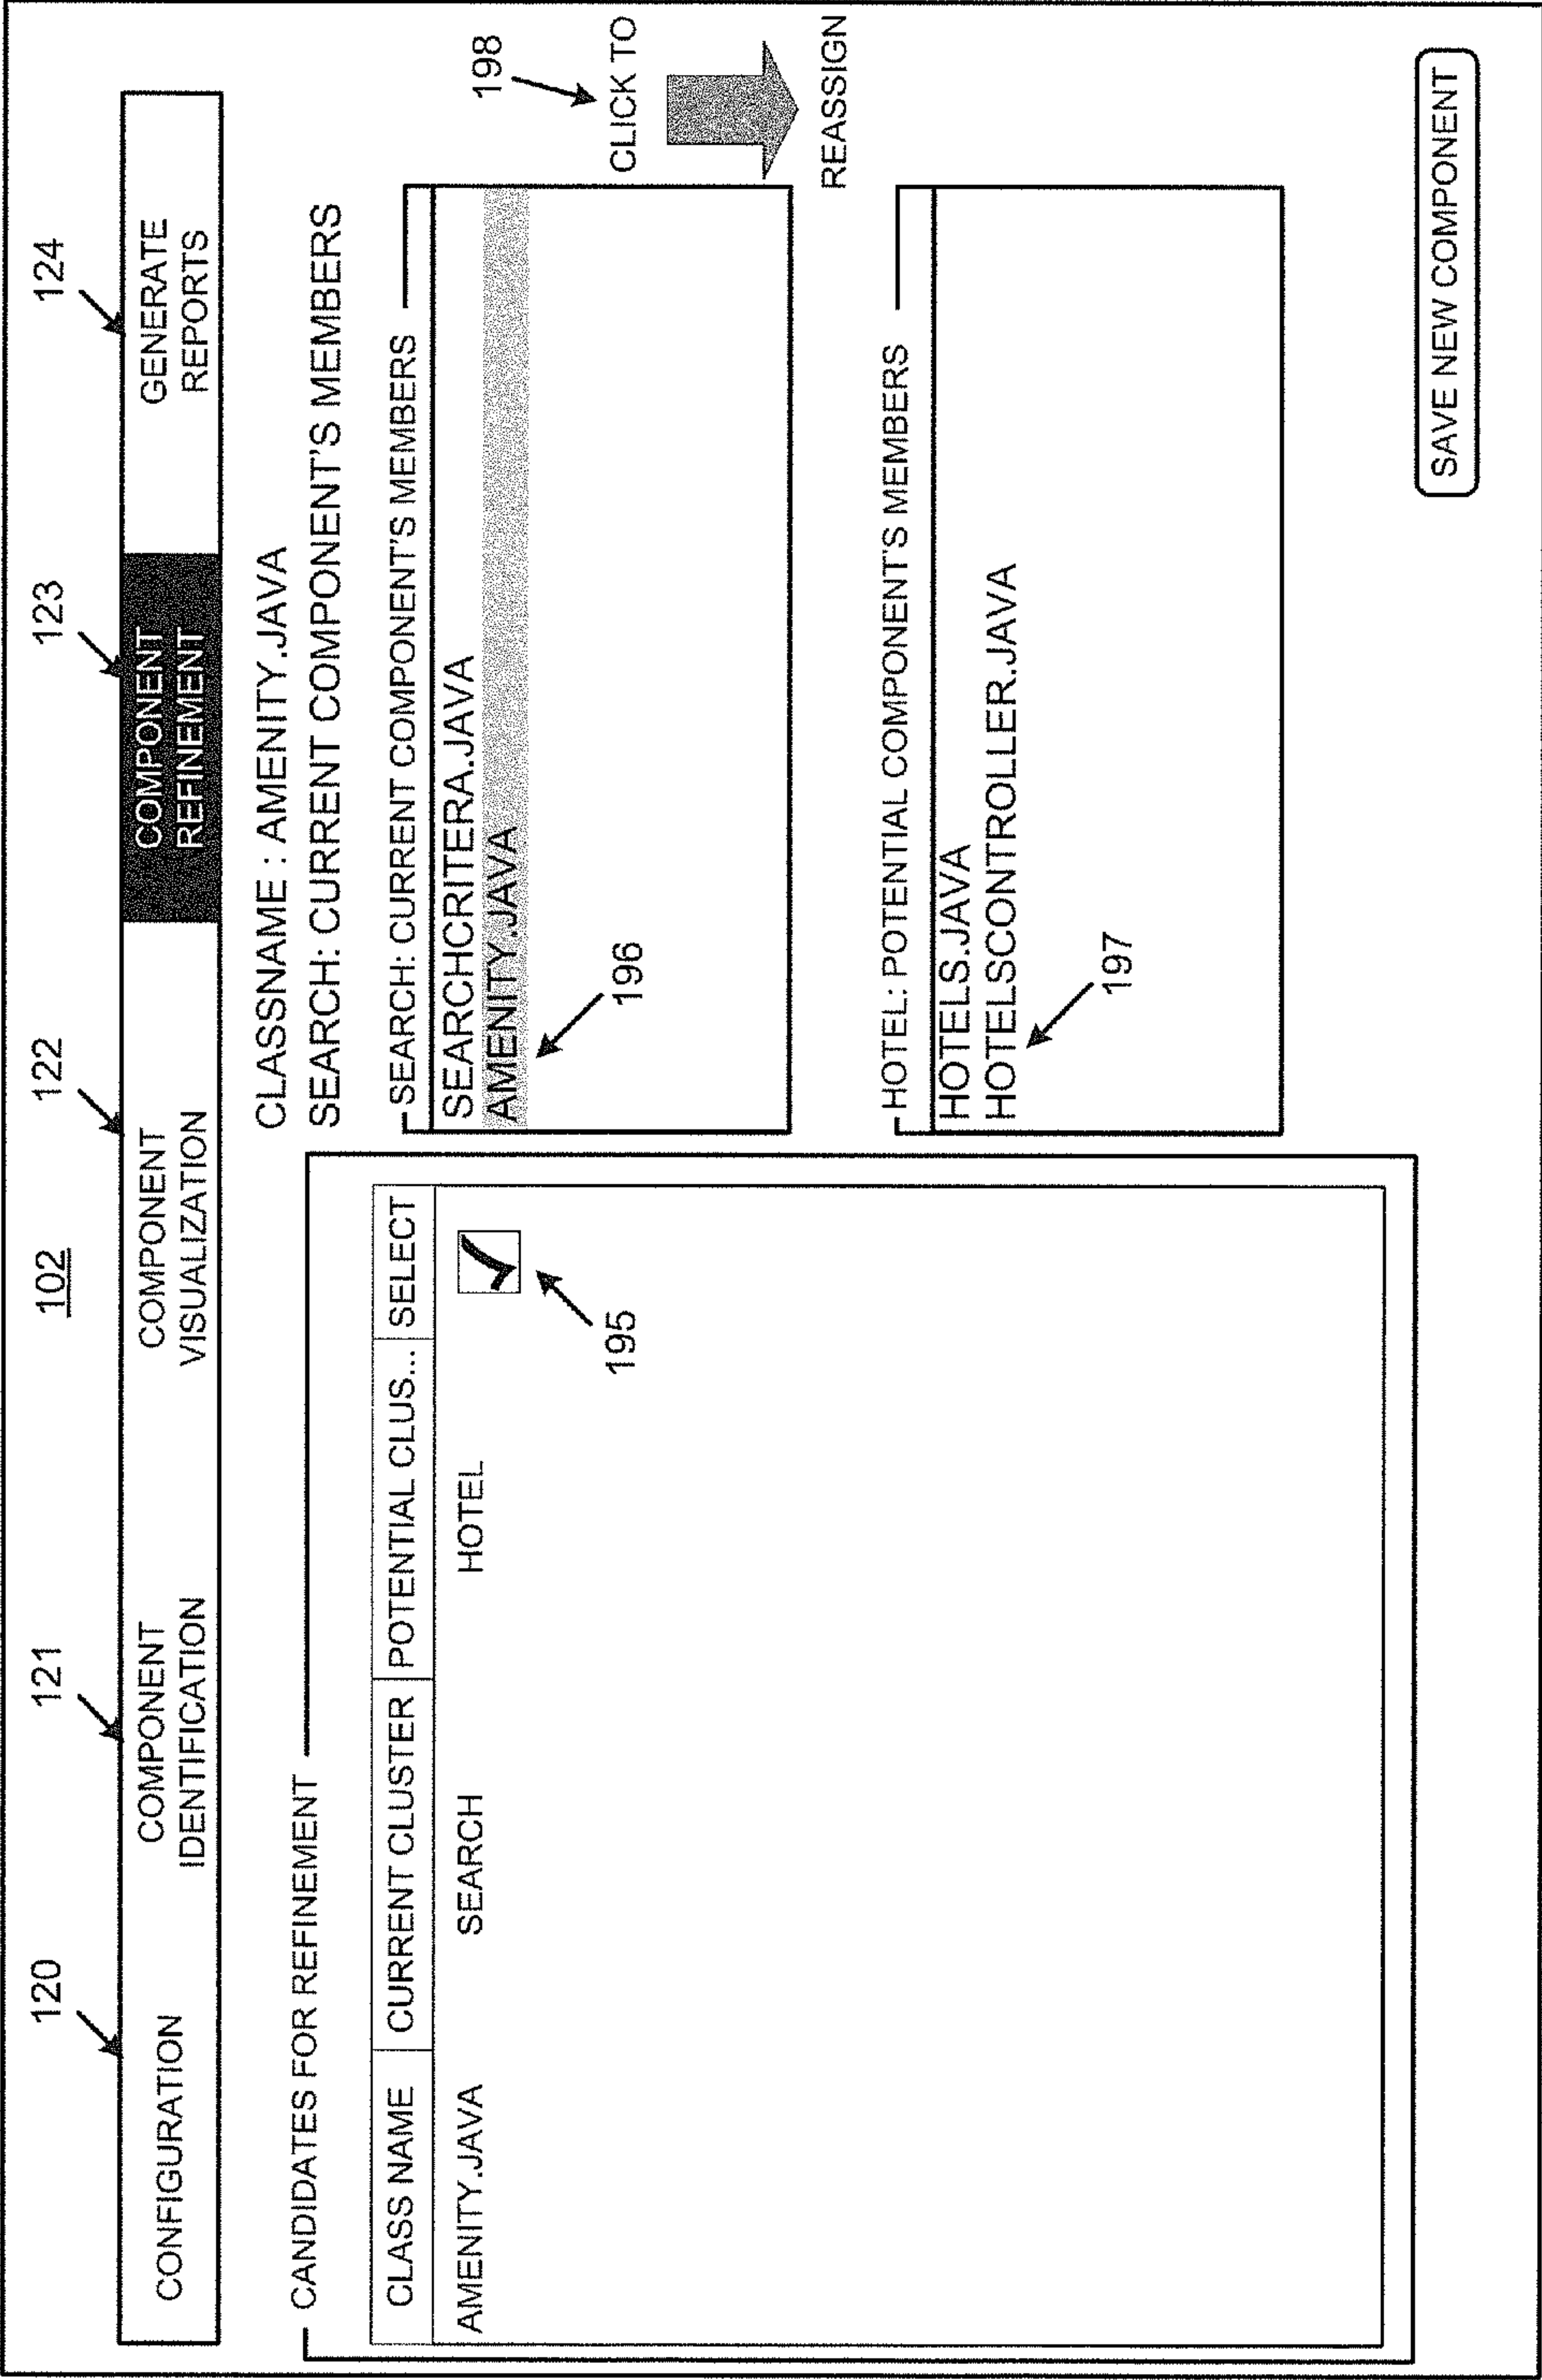 102
120
121
122
123
124
CONFIGURATION
COMPONENT
IDENTIFICATION
COMPONENT
VISUALIZATION
COMPONENT
REFINEMENT
GENERATE
REPORTS
CANDIDATES FOR REFINEMENT
CLASS NAME CURRENT CLUSTER POTENTIAL CLUS... SELECT
AMENITY.JAVA SEARCH HOTEL
195
CLASSNAME : AMENITY.JAVA
SEARCH: CURRENT COMPONENT'S MEMBERS
SEARCH: CURRENT COMPONENT'S MEMBERS
SEARCHCRITERA.JAVA
AMENITY.JAVA
196
198
CLICK TO
REASSIGN
HOTEL: POTENTIAL COMPONENT'S MEMBERS
HOTELS.JAVA
HOTELSCONTROLLER.JAVA
197
SAVE NEW COMPONENT